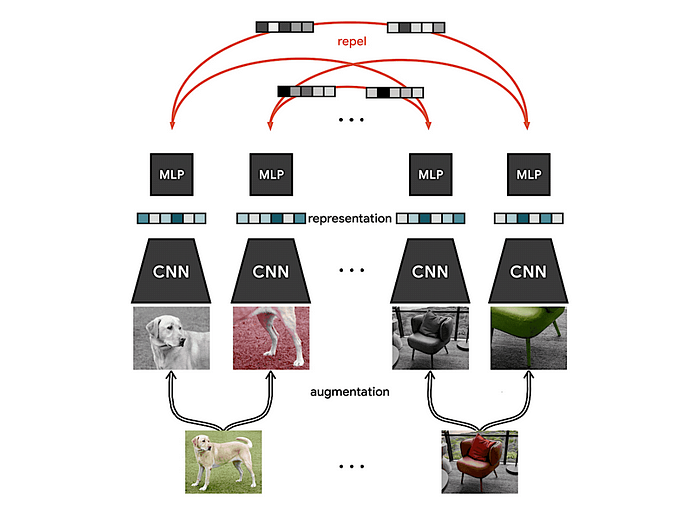 repel
...
MLP
MLP
MLP
MLP
representation
CNN
CNN
...
CNN
CNN
augmentation
...